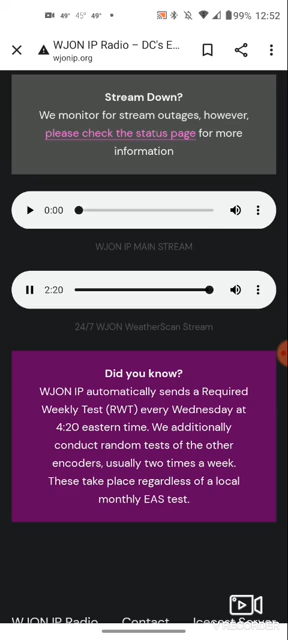 49° 45° 49° 99% 12:52
WJON IP Radio – DC's E...
wjonip.org
Stream Down?
We monitor for stream outages, however,
please check the status page for more
information
0:00
WJON IP MAIN STREAM
2:20
24/7 WJON WeatherScan Stream
Did you know?
WJON IP automatically sends a Required
Weekly Test (RWT) every Wednesday at
4:20 eastern time. We additionally
conduct random tests of the other
encoders, usually two times a week.
These take place regardless of a local
monthly EAS test.
WJON IP Radio Contact Icecast Server